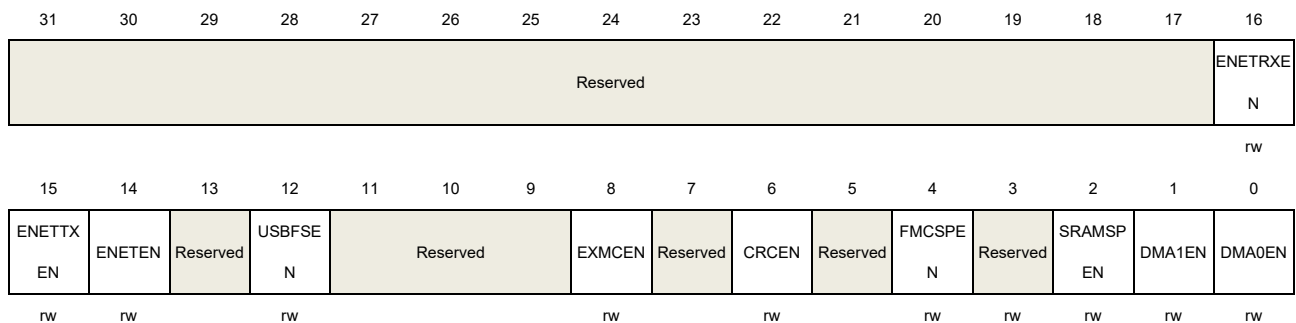 31 30 29 28 27 26 25 24 23 22 21 20 19 18 17 16
Reserved ENETRXE
N
rw
15 14 13 12 11 10 9 8 7 6 5 4 3 2 1 0
ENETTX
EN ENETEN Reserved USBFSE
N Reserved EXMCEN Reserved CRCEN Reserved FMCSPE
N Reserved SRAMSP
EN DMA1EN DMA0EN
rw rw rw rw rw rw rw rw rw rw